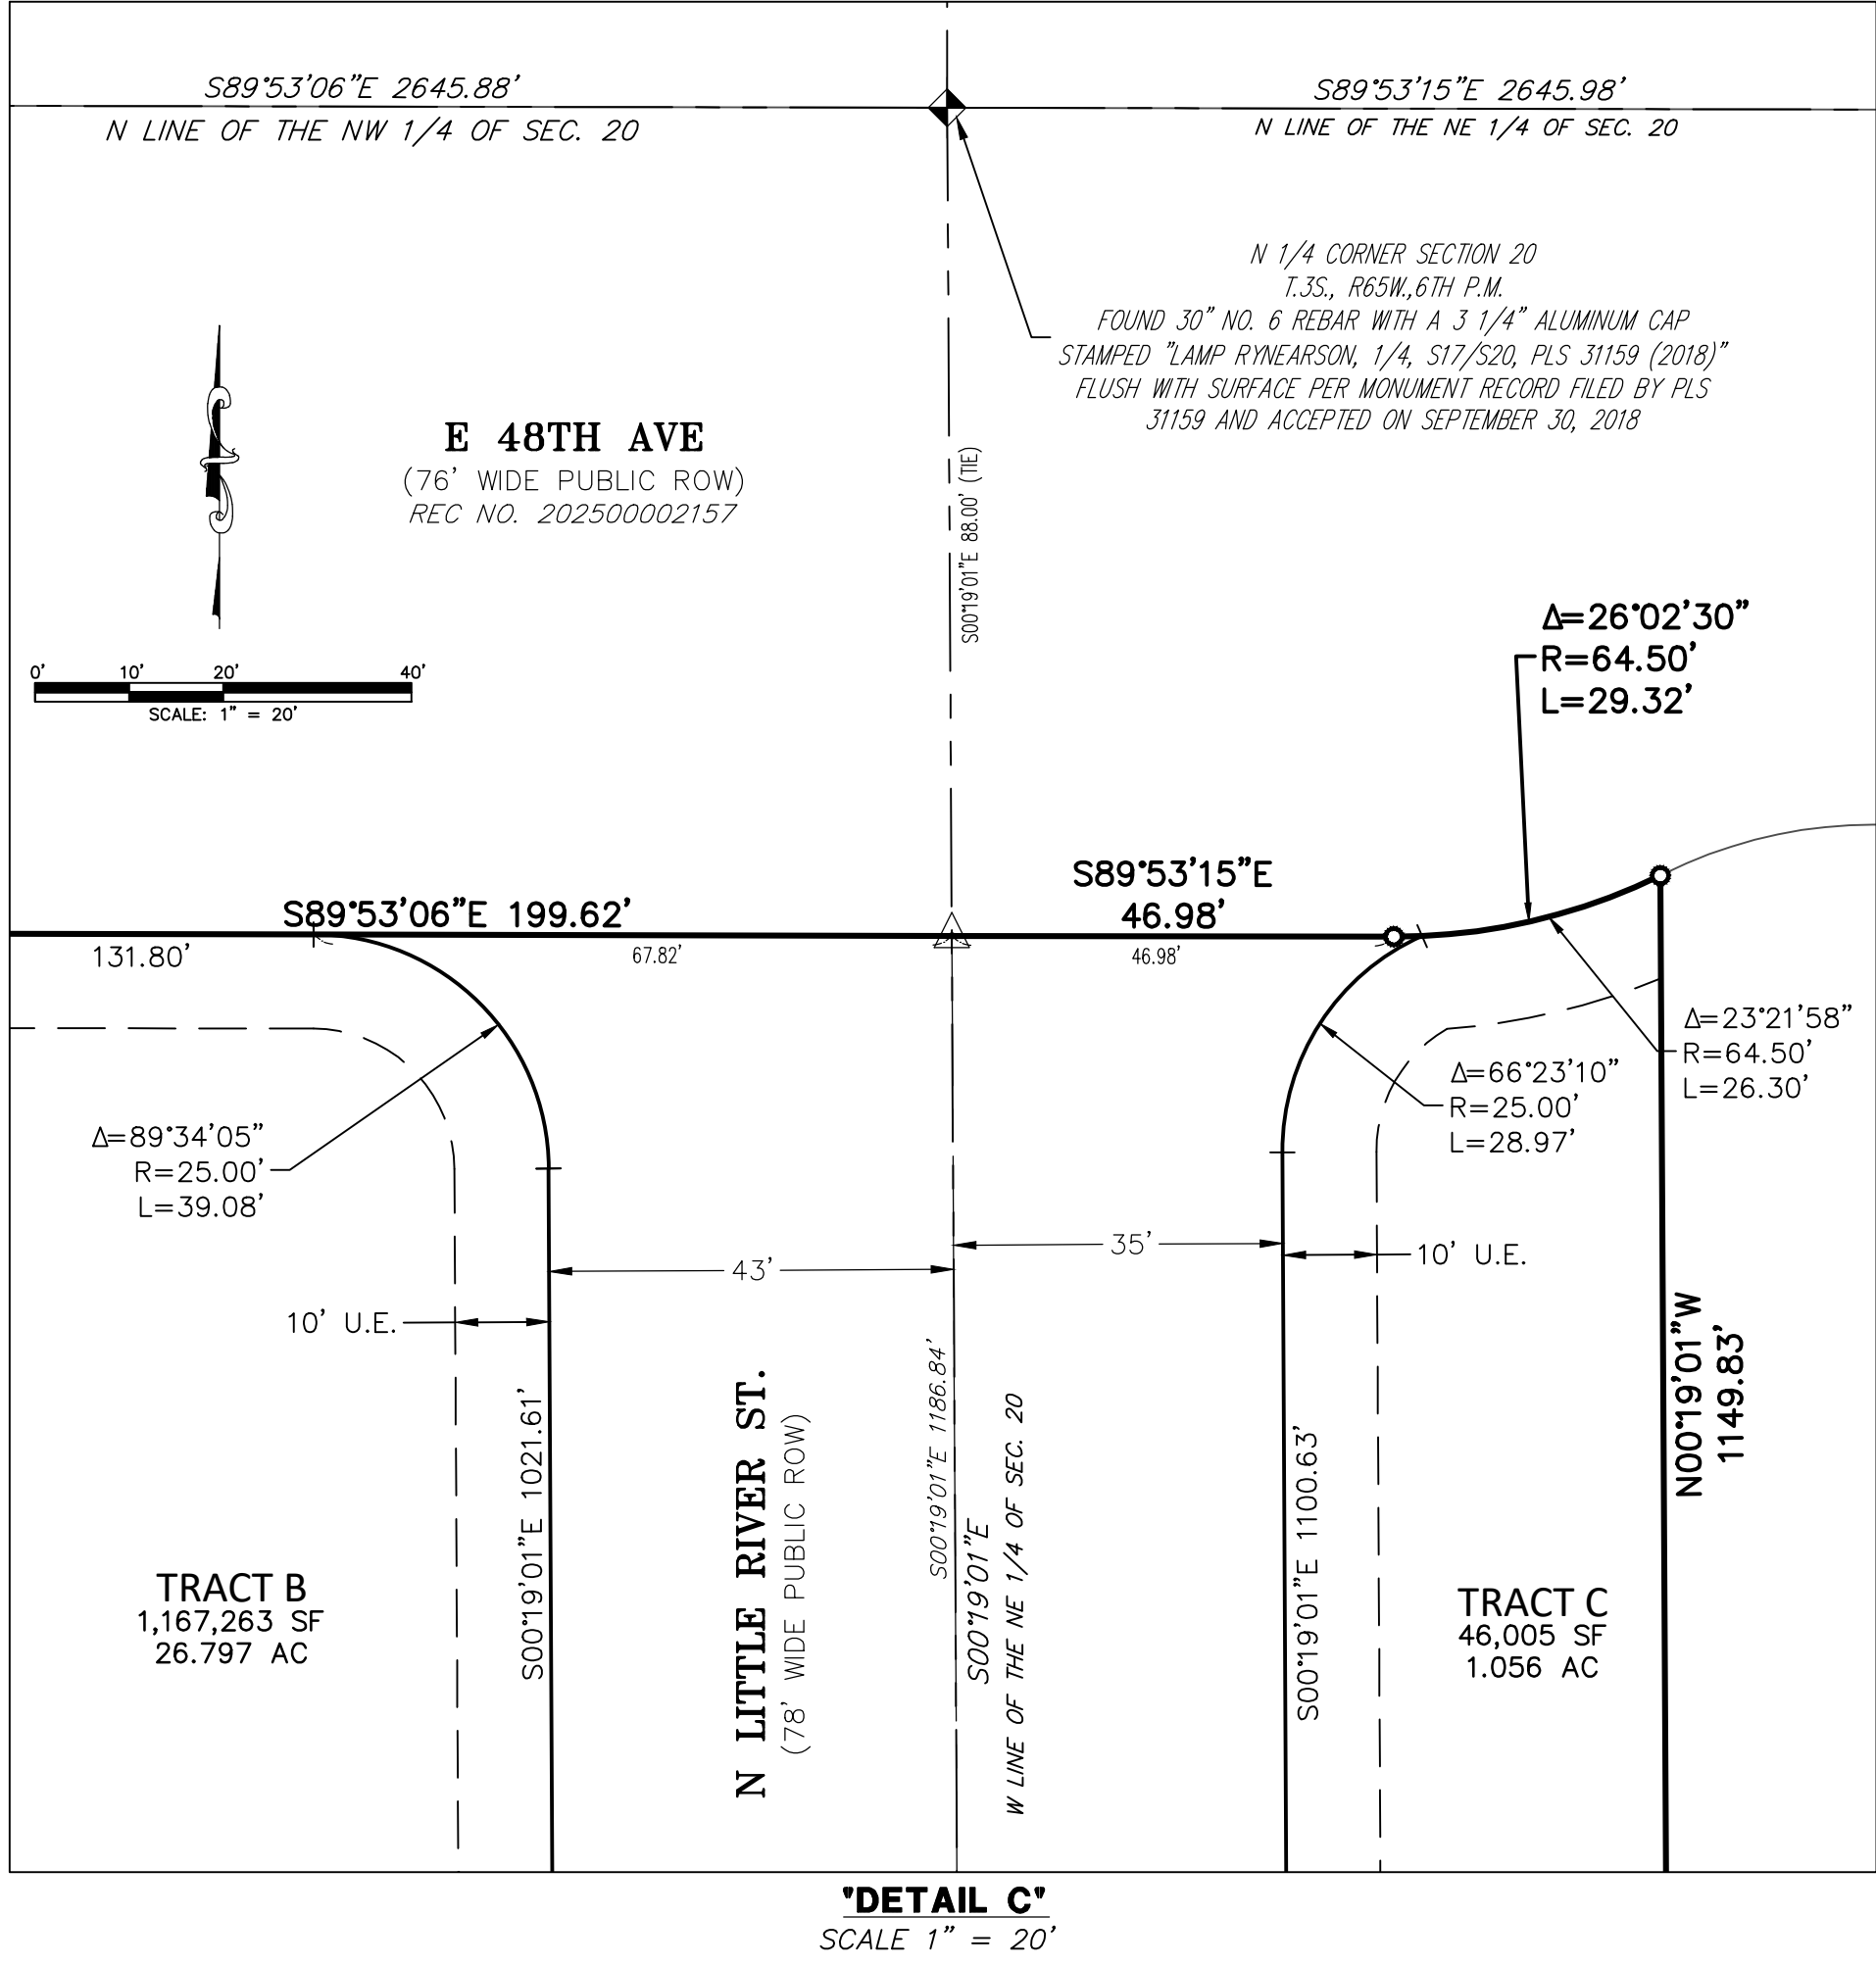 S89°53'06"E 2645.88'
N LINE OF THE NW 1/4 OF SEC. 20
S89°53'15"E 2645.98'
N LINE OF THE NE 1/4 OF SEC. 20
N 1/4 CORNER SECTION 20
T.3S., R65W.,6TH P.M.
FOUND 30" NO. 6 REBAR WITH A 3 1/4" ALUMINUM CAP
STAMPED "LAMP RYNEARSON, 1/4, S17/S20, PLS 31159 (2018)"
FLUSH WITH SURFACE PER MONUMENT RECORD FILED BY PLS
31159 AND ACCEPTED ON SEPTEMBER 30, 2018
E 48TH AVE
(76' WIDE PUBLIC ROW)
REC NO. 202500002157
S00°19'01"E 88.00' (TIE)
0' 10' 20' 40'
SCALE: 1" = 20'
Δ=26°02'30"
R=64.50'
L=29.32'
S89°53'06"E 199.62'
131.80'
67.82'
S89°53'15"E
46.98'
46.98'
Δ=23°21'58"
R=64.50'
L=26.30'
Δ=66°23'10"
R=25.00'
L=28.97'
Δ=89°34'05"
R=25.00'
L=39.08'
43'
35'
10' U.E.
10' U.E.
S00°19'01"E 1021.61'
N LITTLE RIVER ST.
(78' WIDE PUBLIC ROW)
S00°19'01"E 1186.84'
S00°19'01"E
W LINE OF THE NE 1/4 OF SEC. 20
S00°19'01"E 1100.63'
N00°19'01"W
1149.83'
TRACT B
1,167,263 SF
26.797 AC
TRACT C
46,005 SF
1.056 AC
"DETAIL C"
SCALE 1" = 20'